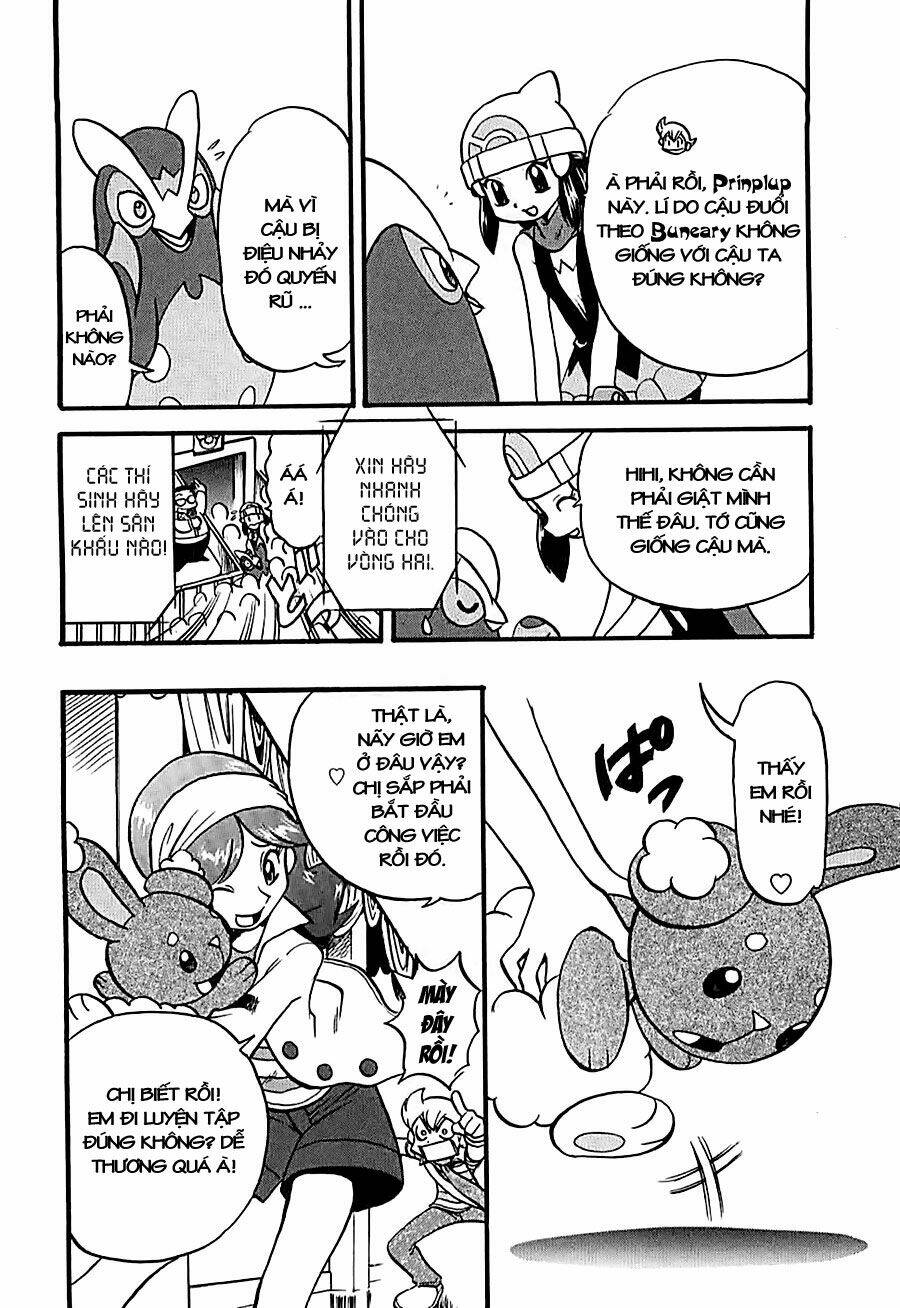 À PHẢI RỒI, Prinplup
NÀY. LÍ DO CẬU ĐUỔI
THEO Buneary KHÔNG
GIỐNG VỚI CẬU TA
ĐÚNG KHÔNG?
MÀ VÌ
CẬU BỊ
ĐIỆU NHẢY
ĐÓ QUYẾN
RŨ ...
PHẢI
KHÔNG
NÀO?
HIHI, KHÔNG CẦN
PHẢI GIẬT MÌNH
THẾ ĐÂU. TỚ CŨNG
GIỐNG CẬU MÀ.
XIN HÃY
NHANH
CHÓNG
VÀO CHO
VÒNG HAI.
ÁÁ
Á!
CÁC THÍ
SINH HÃY
LÊN SÂN
KHẤU NÀO!
THẤY
EM RỒI
NHÉ!
ぱっ
THẬT LÀ,
NÃY GIỜ EM
Ở ĐÂU VẬY?
CHỊ SẮP PHẢI
BẮT ĐẦU
CÔNG VIỆC
RỒI ĐÓ.
MÀY
ĐÂY
RỒI!
CHỊ BIẾT RỒI!
EM ĐI LUYỆN TẬP
ĐÚNG KHÔNG? DỄ
THƯƠNG QUÁ À!